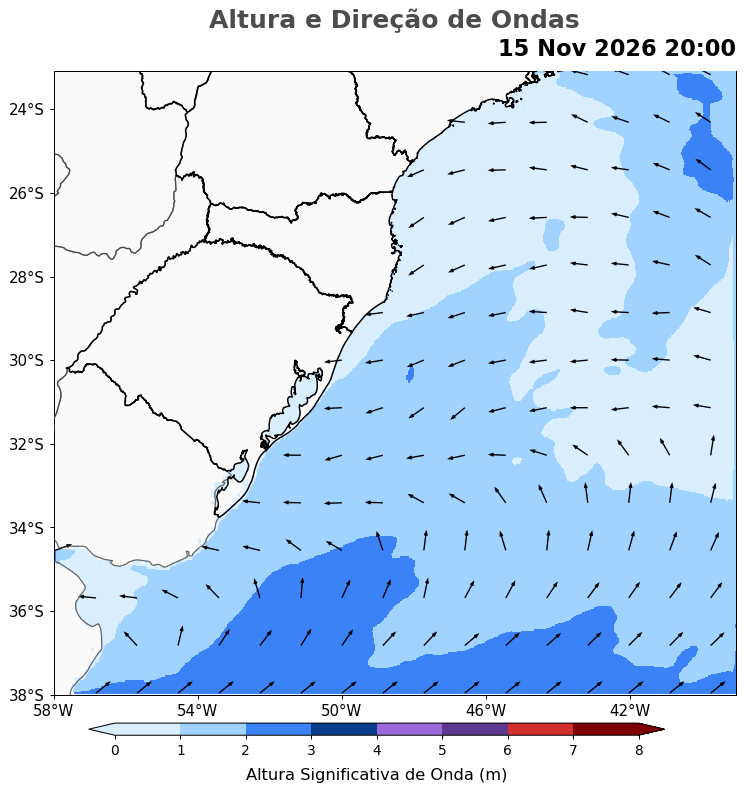 Altura e Direção de Ondas
15 Nov 2026 20:00
24°S
26°S
28°S
30°S
32°S
34°S
36°S
38°S
58°W 54°W 50°W 46°W 42°W
0 1 2 3 4 5 6 7 8
Altura Significativa de Onda (m)